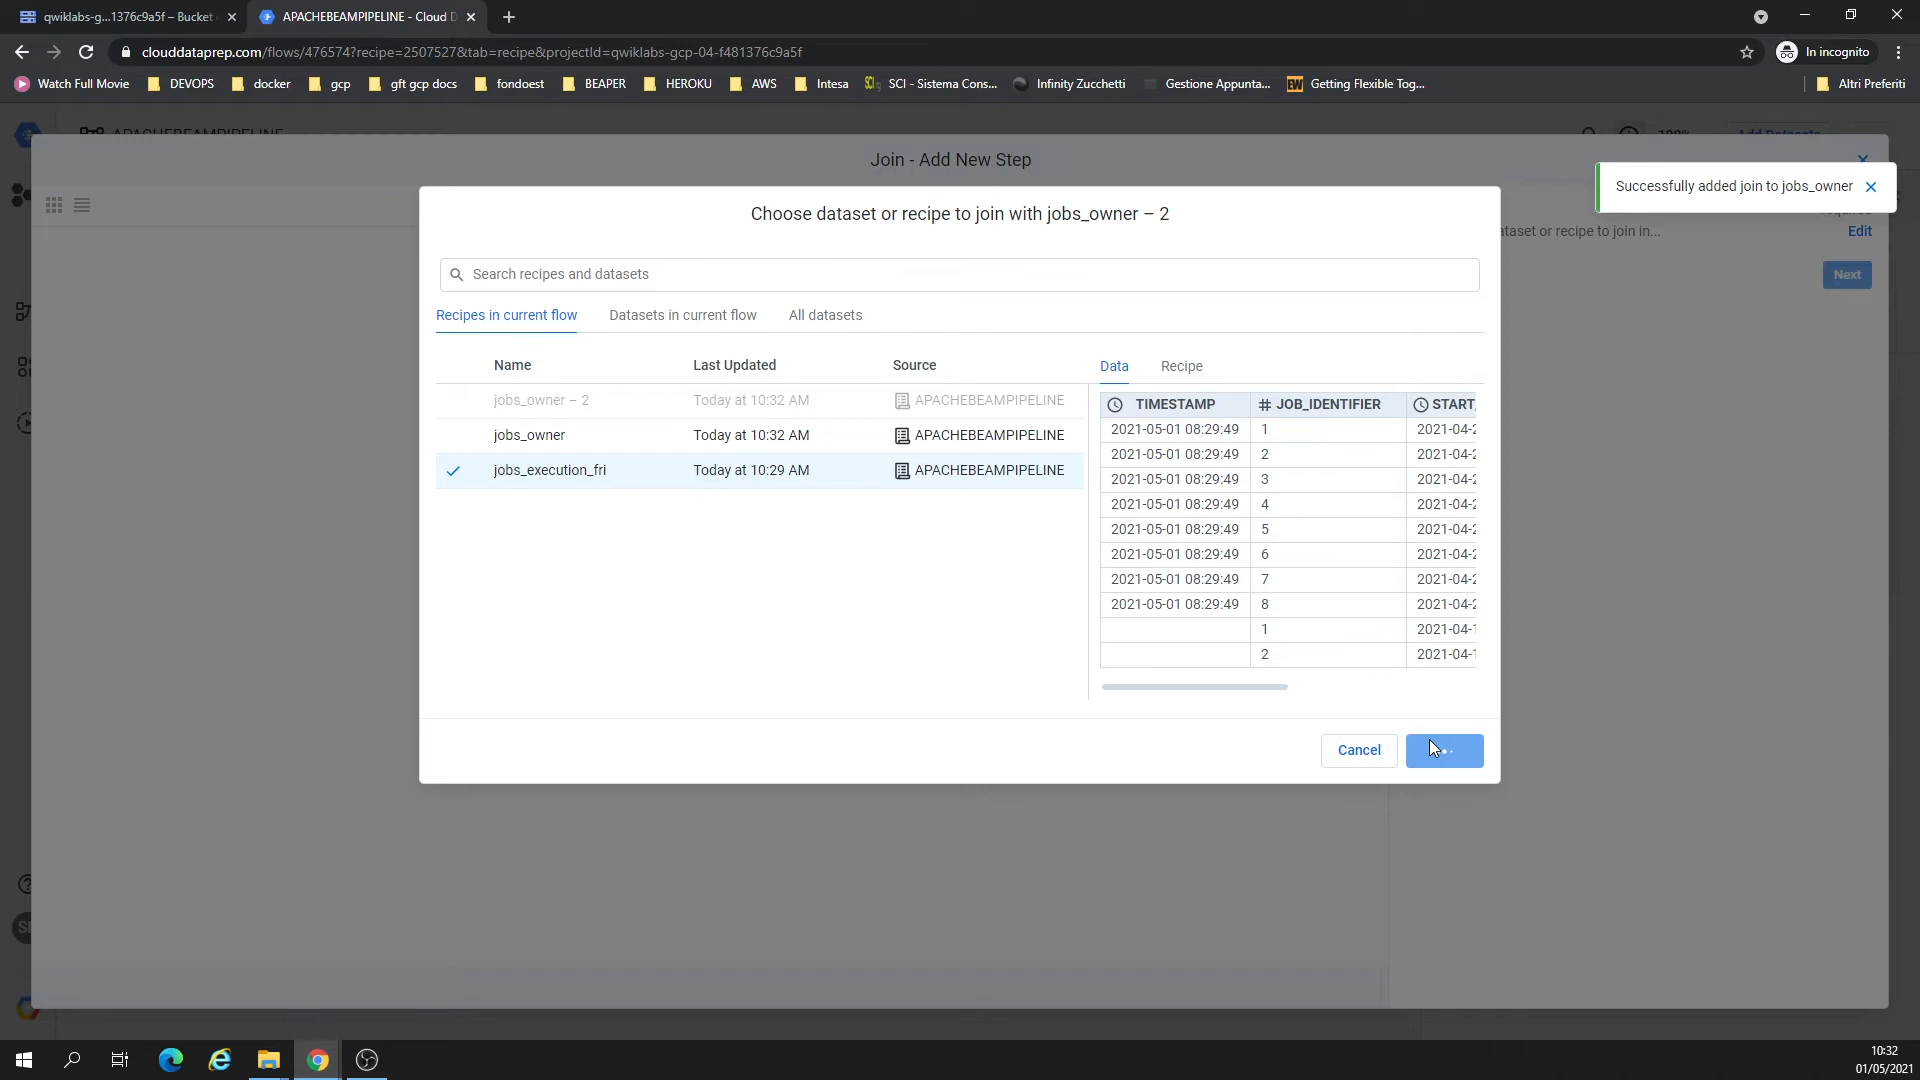 qwiklabs-g...1376c9a5f – Bucket
APACHEBEAMPIPELINE - Cloud D
clouddataprep.com/flows/476574?recipe=2507527&tab=recipe&projectId=qwiklabs-gcp-04-f481376c9a5f
In incognito
Watch Full Movie
DEVOPS
docker
gcp
gft gcp docs
fondoest
BEAPER
HEROKU
AWS
Intesa
SCI - Sistema Cons...
Infinity Zucchetti
Gestione Appunta...
EW Getting Flexible Tog...
Altri Preferiti
APACHEBEAMPIPELINE
100%
Add Datasets
Join - Add New Step
Successfully added join to jobs_owner
Choose dataset or recipe to join with jobs_owner – 2
ataset or recipe to join in...
Edit
Next
Search recipes and datasets
Recipes in current flow
Datasets in current flow
All datasets
Name Last Updated Source
jobs_owner – 2 Today at 10:32 AM APACHEBEAMPIPELINE
jobs_owner Today at 10:32 AM APACHEBEAMPIPELINE
jobs_execution_fri Today at 10:29 AM APACHEBEAMPIPELINE
Data Recipe
TIMESTAMP # JOB_IDENTIFIER START_
2021-05-01 08:29:49 1 2021-04-2
2021-05-01 08:29:49 2 2021-04-2
2021-05-01 08:29:49 3 2021-04-2
2021-05-01 08:29:49 4 2021-04-2
2021-05-01 08:29:49 5 2021-04-2
2021-05-01 08:29:49 6 2021-04-2
2021-05-01 08:29:49 7 2021-04-2
2021-05-01 08:29:49 8 2021-04-2
1 2021-04-1
2 2021-04-1
Cancel
10:32
01/05/2021